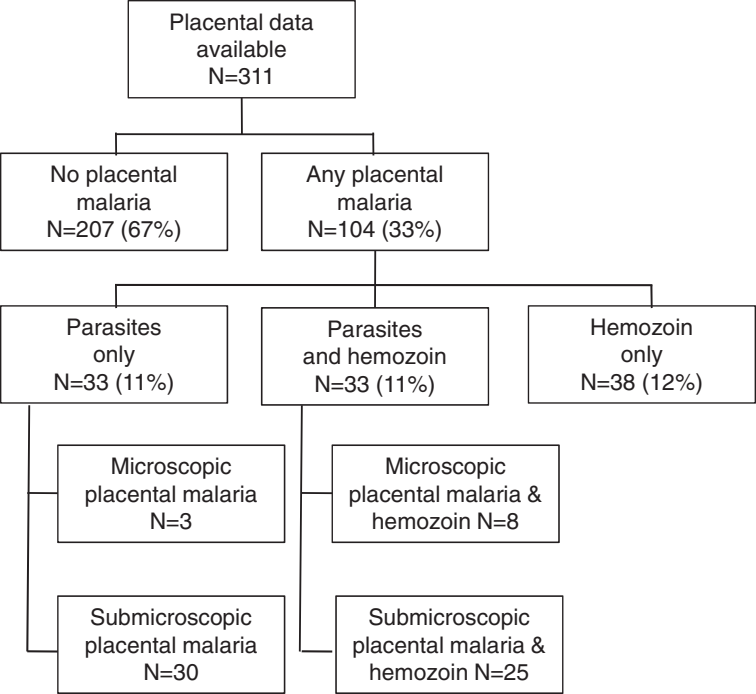 Placental data
available
N=311
No placental
malaria
N=207 (67%)
Any placental
malaria
N=104 (33%)
Parasites
only
N=33 (11%)
Parasites
and hemozoin
N=33 (11%)
Hemozoin
only
N=38 (12%)
Microscopic
placental malaria
N=3
Microscopic
placental malaria &
hemozoin N=8
Submicroscopic
placental malaria
N=30
Submicroscopic
placental malaria &
hemozoin N=25